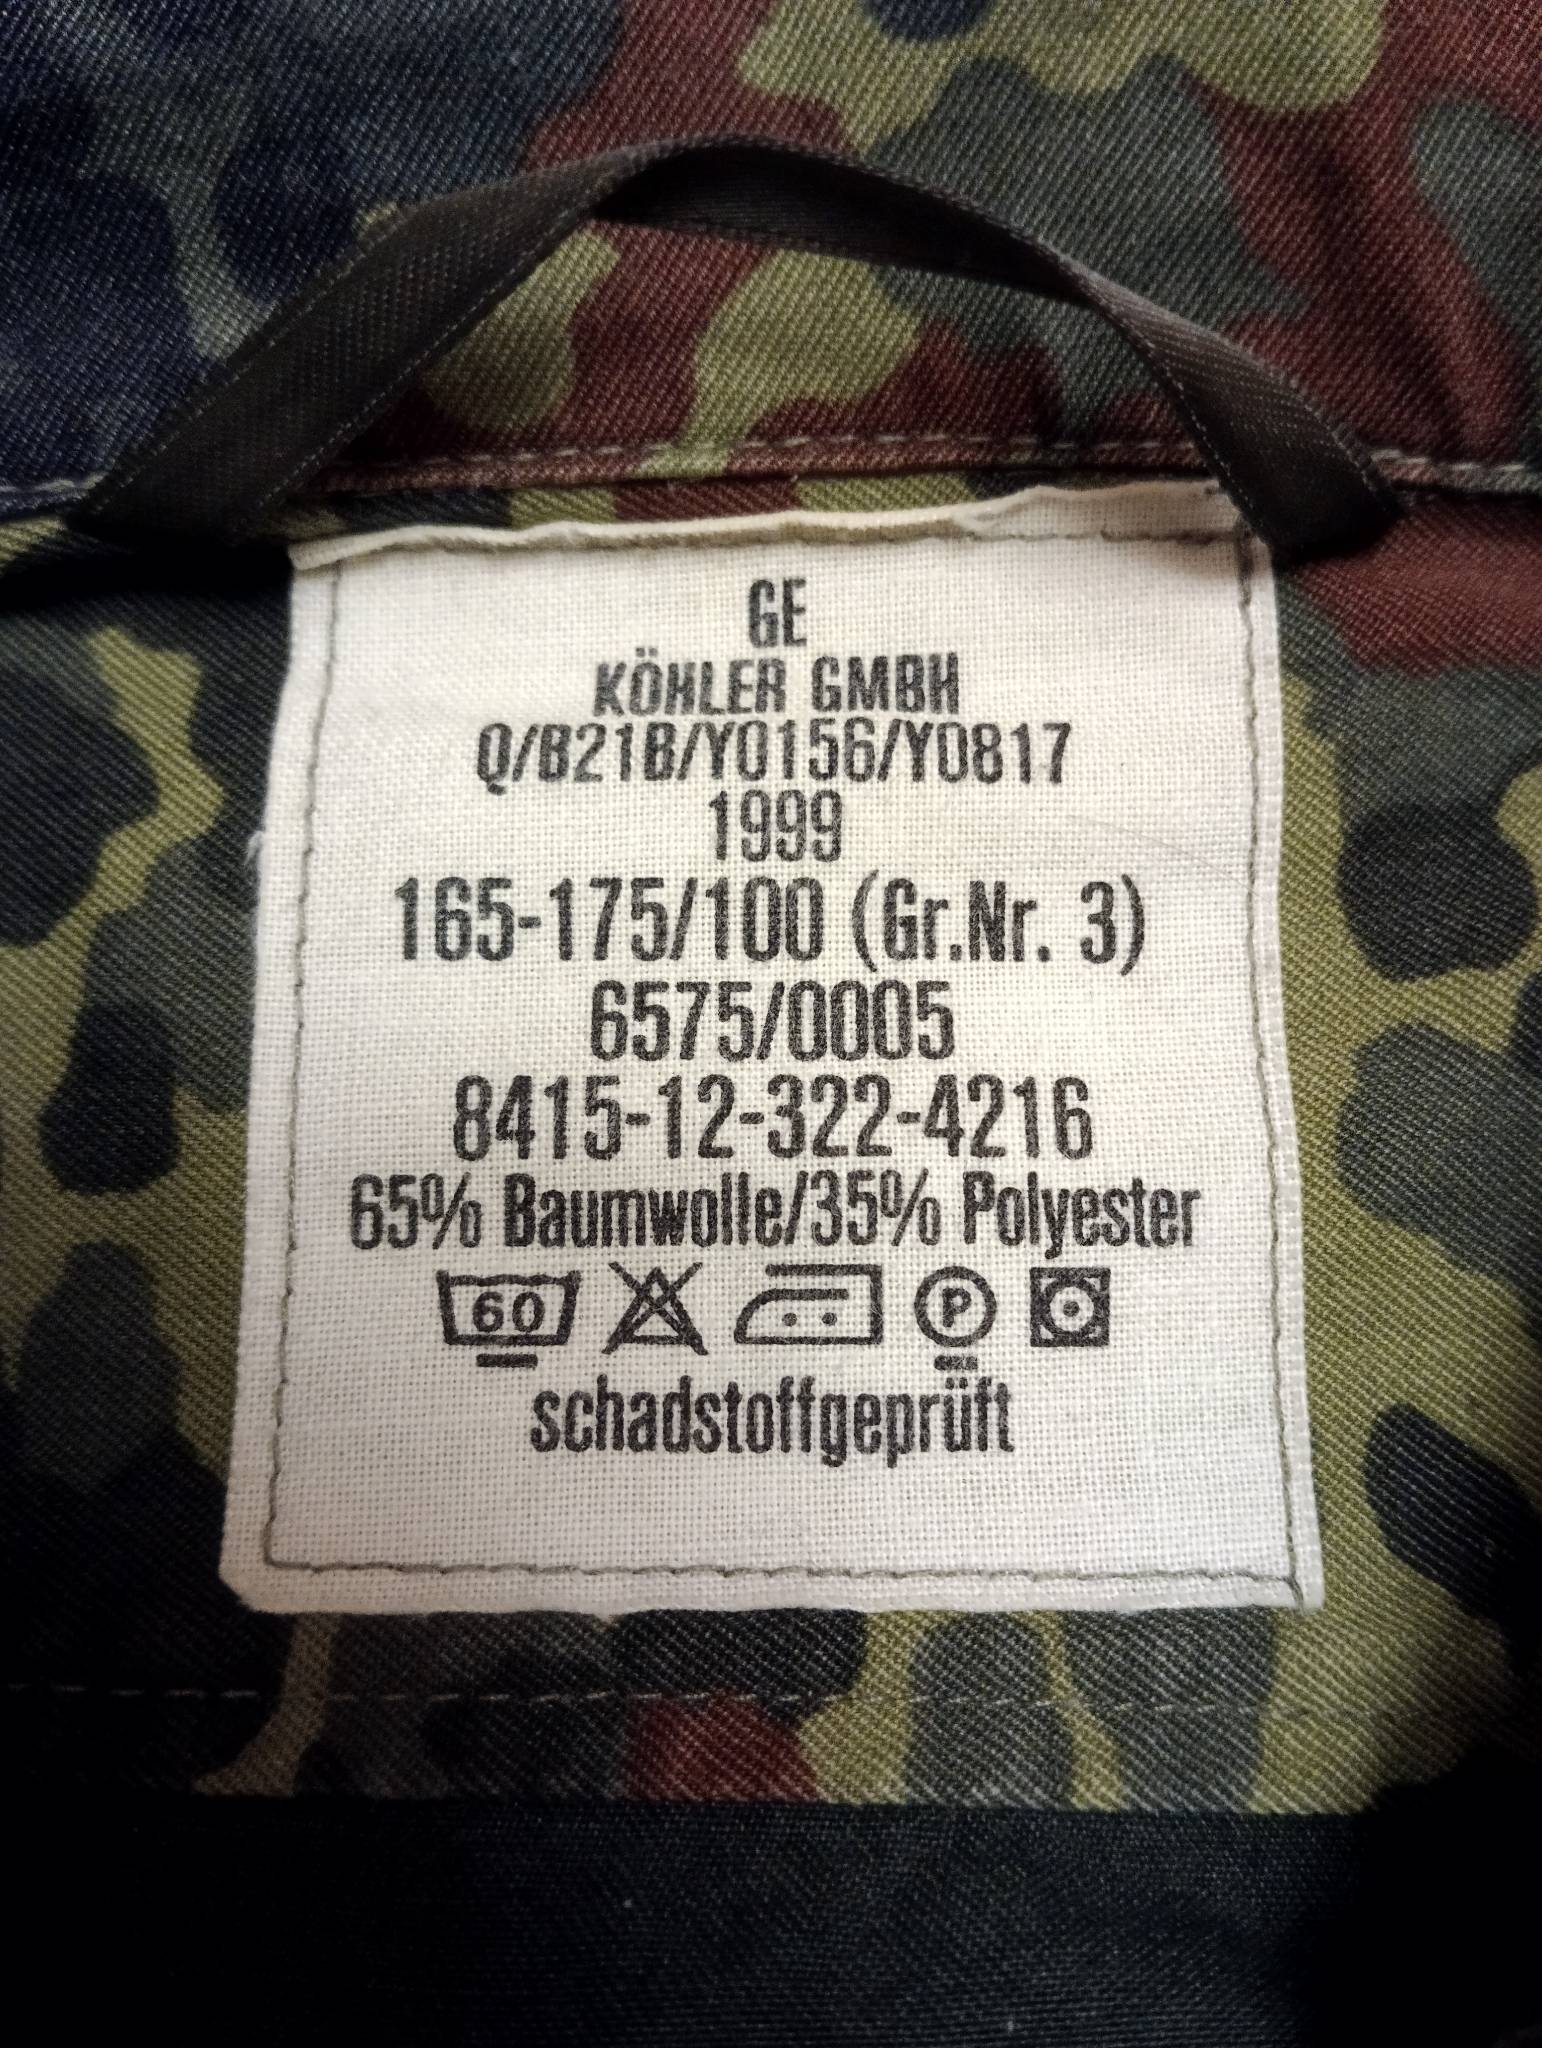 GE
KÖHLER GMBH
Q/B21B/Y0156/Y0817
1999
165-175/100 (Gr.Nr. 3)
6575/0005
8415-12-322-4216
65% Baumwolle/35% Polyester
60 P
schadstoffgeprüft